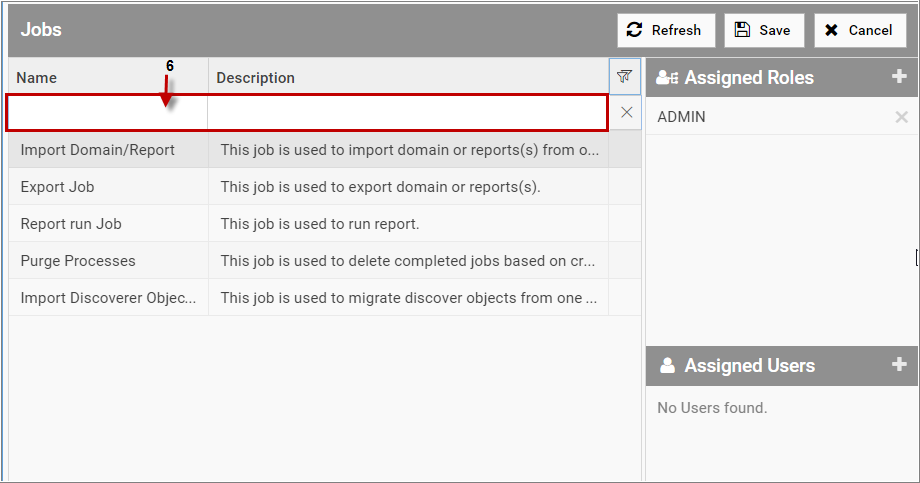 Jobs
Refresh
Save
Cancel
Name
6
Description
Import Domain/Report
This job is used to import domain or reports(s) from o...
Export Job
This job is used to export domain or reports(s).
Report run Job
This job is used to run report.
Purge Processes
This job is used to delete completed jobs based on cr...
Import Discoverer Objec...
This job is used to migrate discover objects from one ...
Assigned Roles
ADMIN
Assigned Users
No Users found.